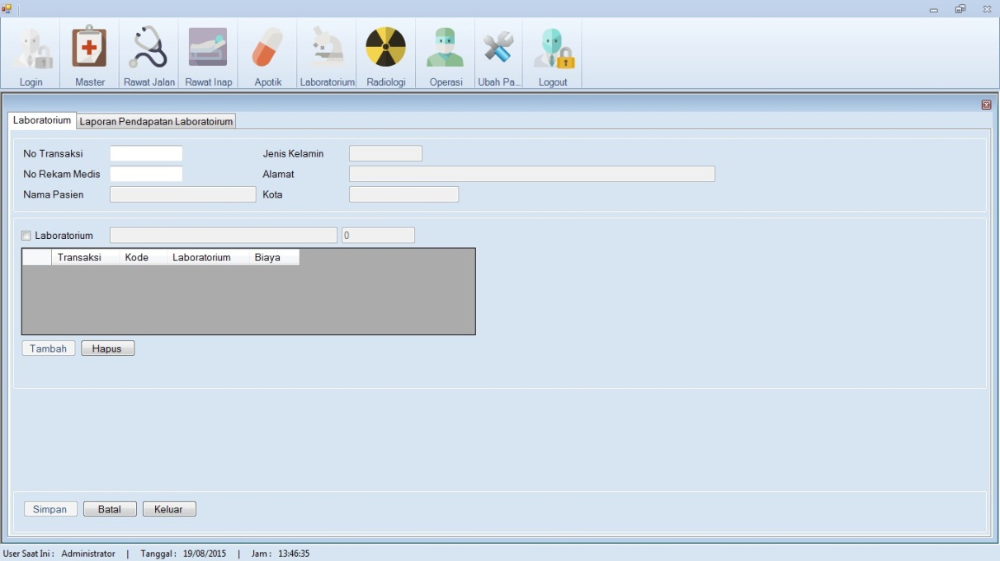 Login Master Rawat Jalan Rawat Inap Apotik Laboratorium Radiologi Operasi Ubah Pa... Logout
Laboratorium Laporan Pendapatan Laboatoirum
No Transaksi Jenis Kelamin
No Rekam Medis Alamat
Nama Pasien Kota
Laboratorium 0
Transaksi Kode Laboratorium Biaya
Tambah Hapus
Simpan Batal Keluar
User Saat Ini : Administrator | Tanggal : 19/08/2015 | Jam : 13:46:35